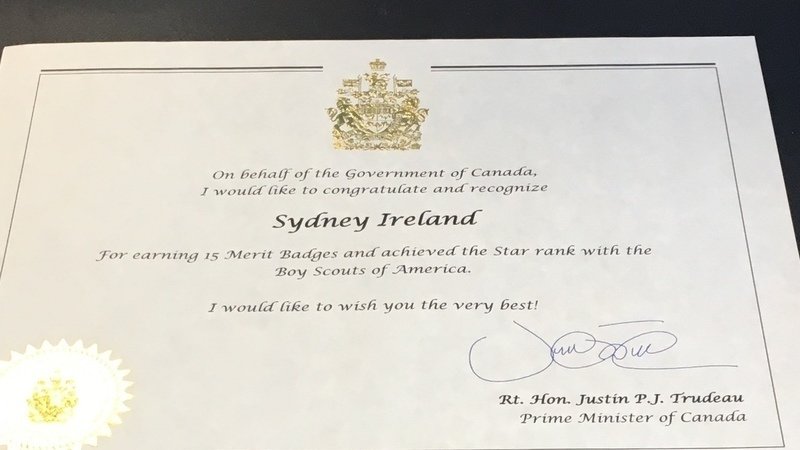 On behalf of the Government of Canada,
I would like to congratulate and recognize
Sydney Ireland
For earning 15 Merit Badges and achieved the Star rank with the
Boy Scouts of America.
I would like to wish you the very best!
Rt. Hon. Justin P.J. Trudeau
Prime Minister of Canada